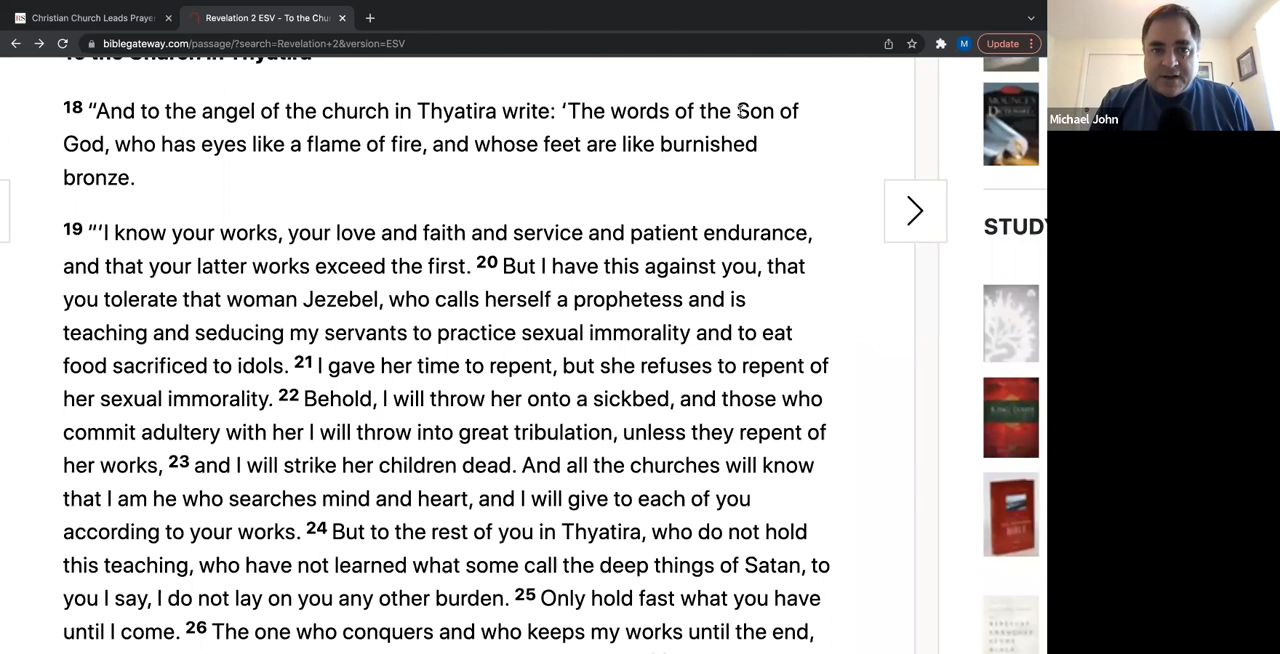 Christian Church Leads Praye
Revelation 2 ESV - To the Chu
biblegateway.com/passage/?search=Revelation+2&version=ESV
M
Update
To the Church in Thyatira
18 “And to the angel of the church in Thyatira write: ‘The words of the Son of
God, who has eyes like a flame of fire, and whose feet are like burnished
bronze.
19 “‘I know your works, your love and faith and service and patient endurance,
and that your latter works exceed the first. 20 But I have this against you, that
you tolerate that woman Jezebel, who calls herself a prophetess and is
teaching and seducing my servants to practice sexual immorality and to eat
food sacrificed to idols. 21 I gave her time to repent, but she refuses to repent of
her sexual immorality. 22 Behold, I will throw her onto a sickbed, and those who
commit adultery with her I will throw into great tribulation, unless they repent of
her works, 23 and I will strike her children dead. And all the churches will know
that I am he who searches mind and heart, and I will give to each of you
according to your works. 24 But to the rest of you in Thyatira, who do not hold
this teaching, who have not learned what some call the deep things of Satan, to
you I say, I do not lay on you any other burden. 25 Only hold fast what you have
until I come. 26 The one who conquers and who keeps my works until the end,
Michael John
STUDY